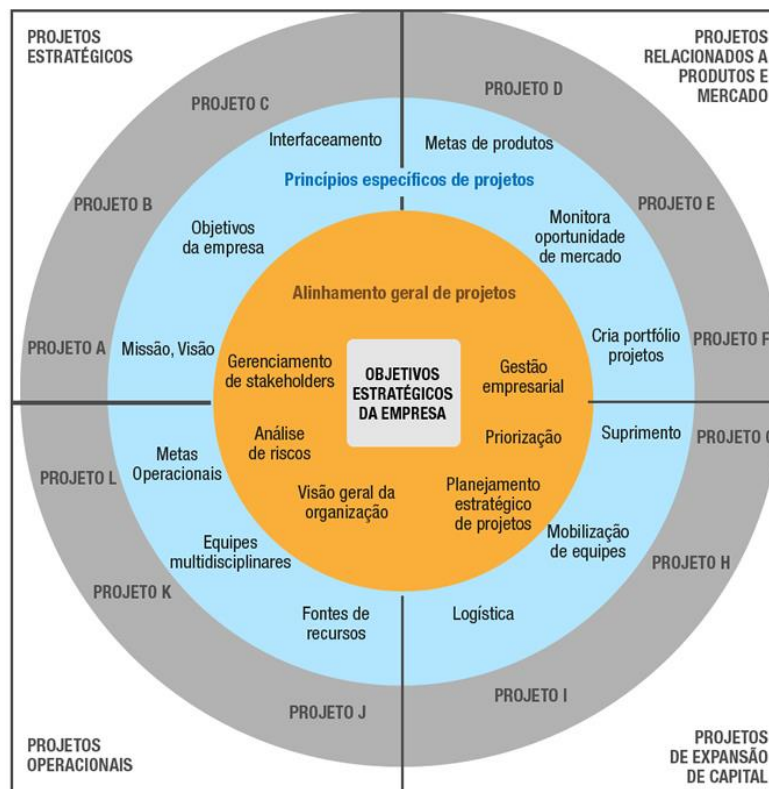 PROJETOS
ESTRATÉGICOS
PROJETOS
RELACIONADOS A
PRODUTOS E
MERCADO
PROJETO C
PROJETO D
PROJETO B
PROJETO E
PROJETO A
PROJETO F
Interfaceamento
Metas de produtos
Princípios específicos de projetos
Objetivos
da empresa
Monitora
oportunidade
de mercado
Missão, Visão
Cria portfólio
projetos
Alinhamento geral de projetos
Gerenciamento
de stakeholders
OBJETIVOS
ESTRATÉGICOS
DA EMPRESA
Gestão
empresarial
Análise
de riscos
Priorização
Visão geral da
organização
Planejamento
estratégico
de projetos
Metas
Operacionais
Suprimento
Equipes
multidisciplinares
Mobilização
de equipes
Fontes de
recursos
Logística
PROJETO L
PROJETO
PROJETO K
PROJETO H
PROJETO J
PROJETO I
PROJETOS
OPERACIONAIS
PROJETOS
DE EXPANSÃO
DE CAPITAL